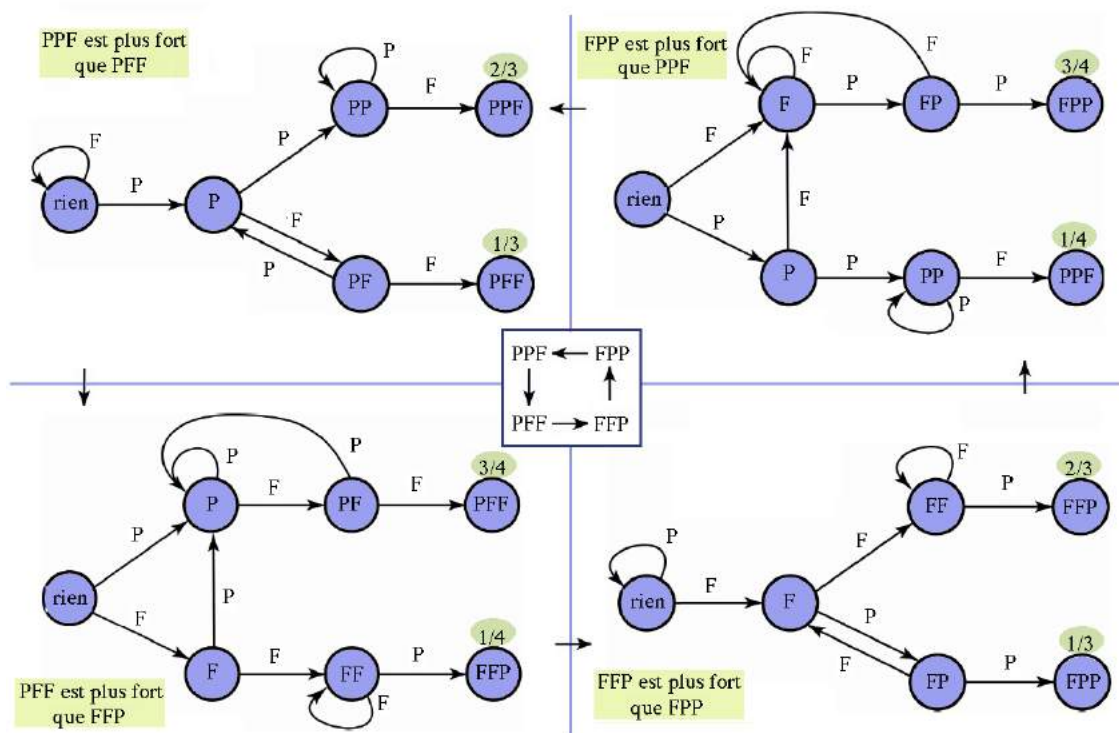 PPF est plus fort
que PFF
P
PP
F
2/3
PPF
F
rien
P
P
P
F
P
PF
F
1/3
PFF
FPP est plus fort
que PPF
F
F
F
P
FP
P
3/4
FPP
rien
F
P
F
P
P
PP
P
F
1/4
PPF
PPF FPP
PFF FFP
P
P
P
F
PF
F
3/4
PFF
rien
P
F
P
F
F
FF
F
P
1/4
FFP
PFF est plus fort
que FFP
F
FF
P
2/3
FFP
P
rien
F
F
F
P
F
FP
P
1/3
FPP
FFP est plus fort
que FPP